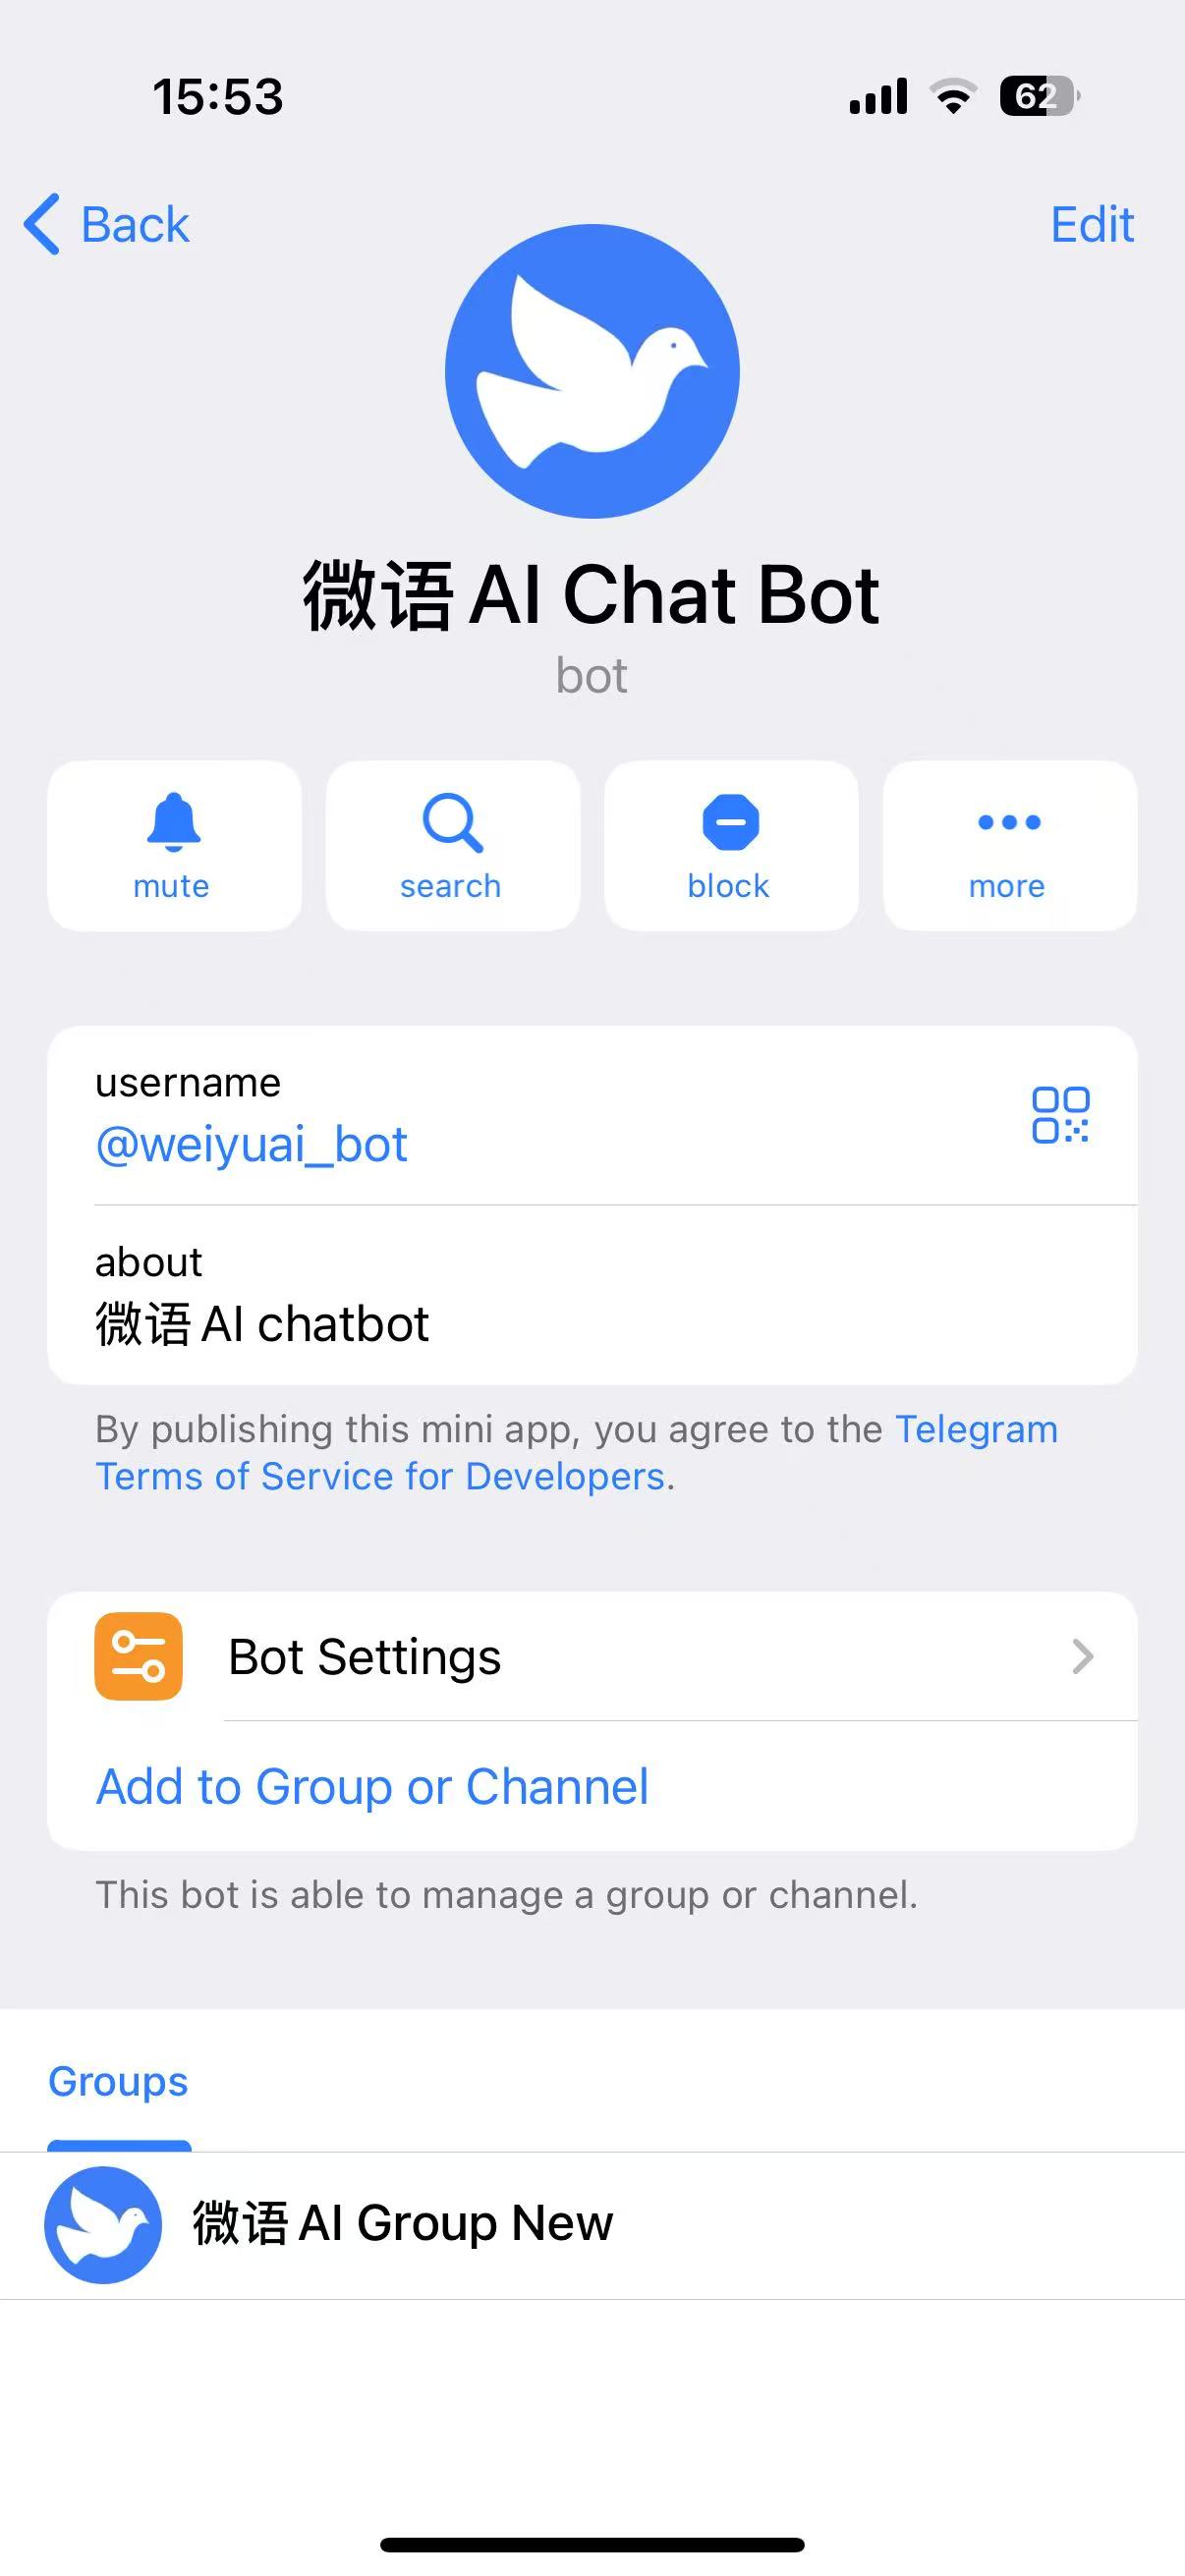 15:53
62
Back
Edit
微语 AI Chat Bot
bot
mute
search
block
more
username
@weiyuai_bot
about
微语 AI chatbot
By publishing this mini app, you agree to the Telegram
Terms of Service for Developers.
Bot Settings
Add to Group or Channel
This bot is able to manage a group or channel.
Groups
微语 AI Group New